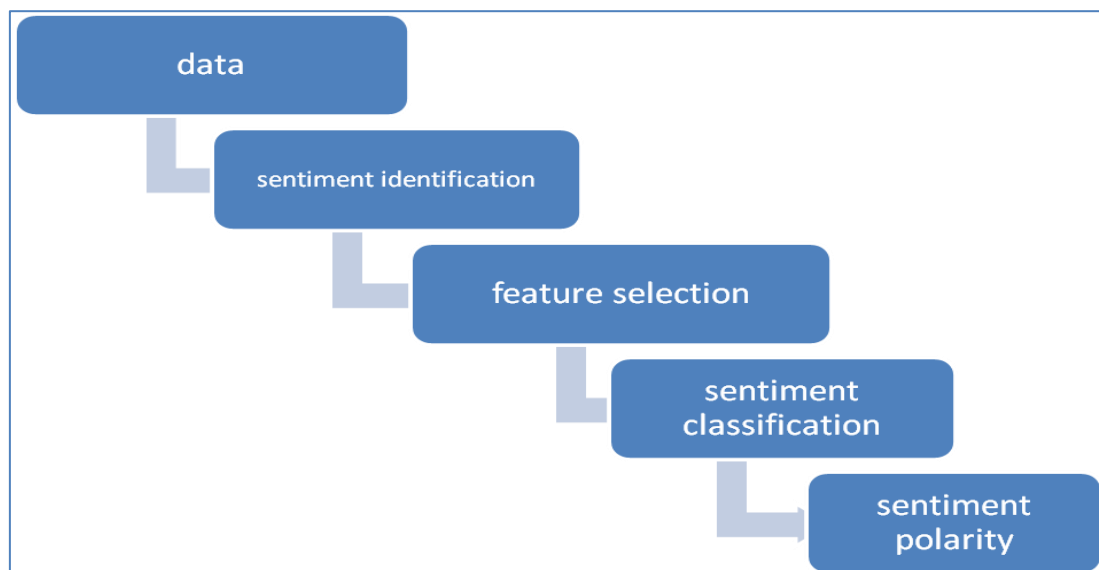 data
sentiment identification
feature selection
sentiment
classification
sentiment
polarity